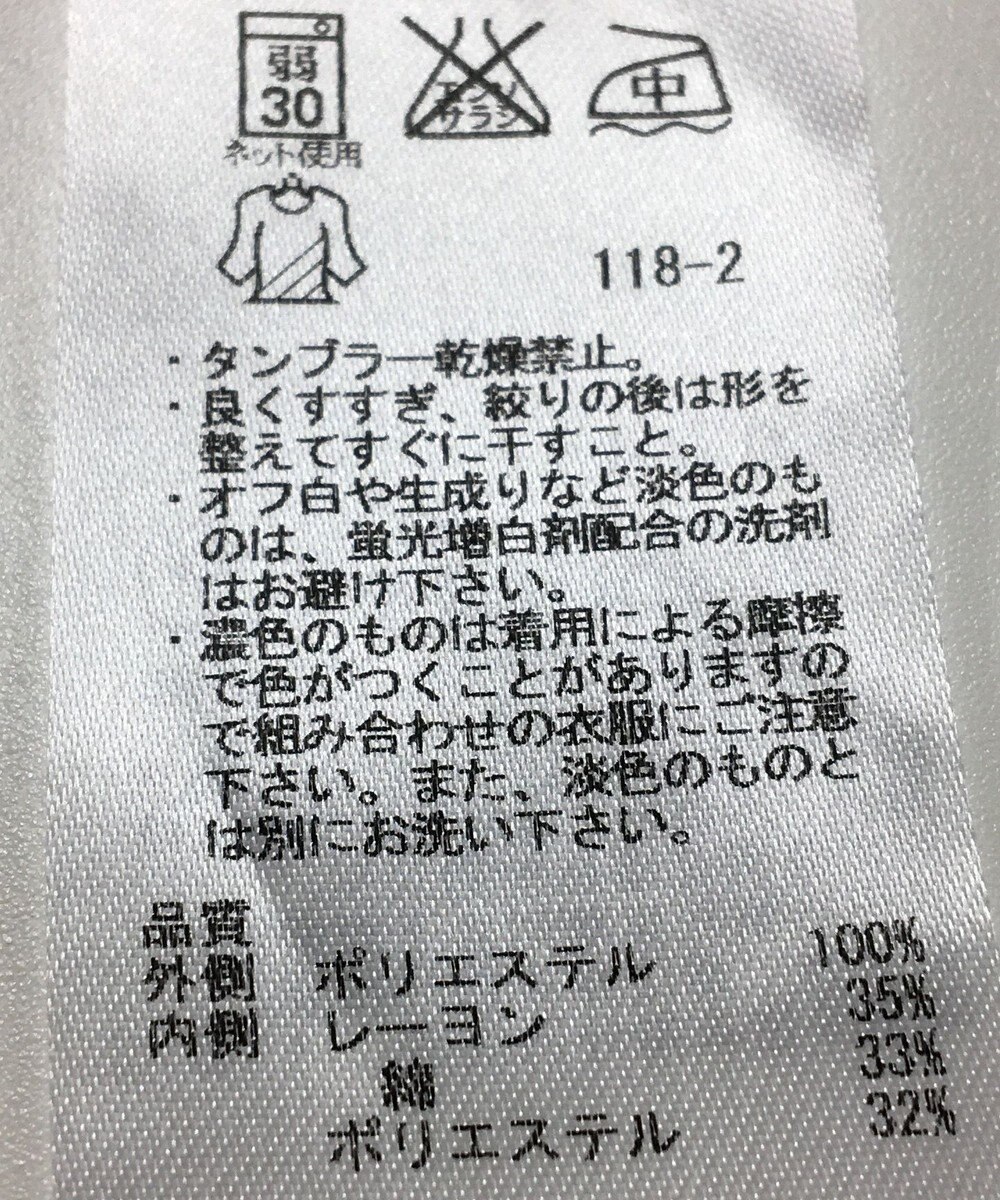 弱
30
ネット使用
エンソ
サラシ
中
118-2
・タンブラー乾燥禁止。
・良くすすぎ、絞りの後は形を
整えてすぐに干すこと。
・オフ白や生成りなど淡色のも
のは、蛍光増白剤配合の洗剤
はお避け下さい。
・濃色のものは着用による摩擦
で色がつくことがありますの
で組み合わせの衣服にご注意
下さい。また、淡色のものと
は別にお洗い下さい。
品質
外側 ポリエステル 100%
内側 レーヨン 35%
綿 33%
ポリエステル 32%